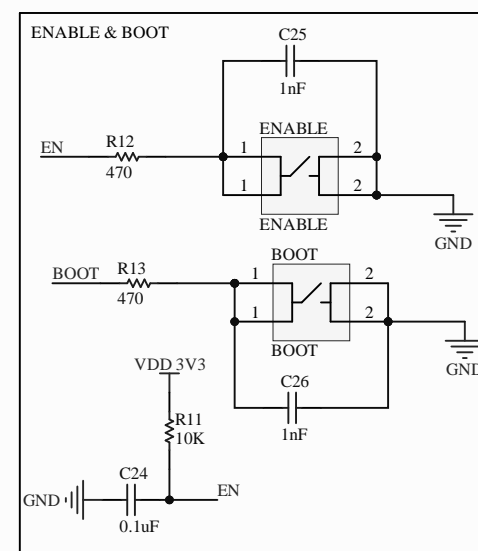 ENABLE & BOOT
C25
1nF
ENABLE
EN
R12
1
2
470
1
2
ENABLE
GND
BOOT
BOOT
R13
1
2
470
1
2
BOOT
GND
VDD 3V3
C26
1nF
R11
10K
C24
GND
EN
0.1uF